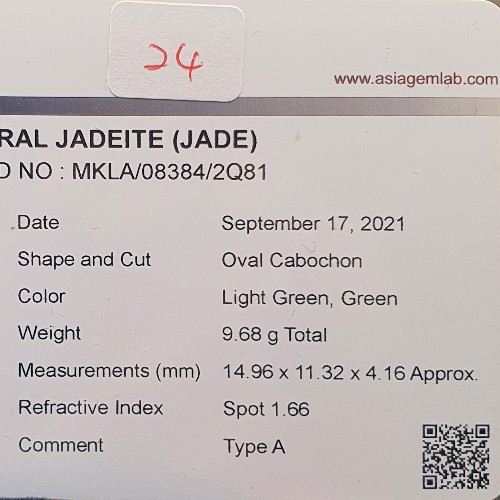 24
www.asiagemlab.com
RAL JADEITE (JADE)
D NO : MKLA/08384/2Q81
Date September 17, 2021
Shape and Cut Oval Cabochon
Color Light Green, Green
Weight 9.68 g Total
Measurements (mm) 14.96 x 11.32 x 4.16 Approx.
Refractive Index Spot 1.66
Comment Type A